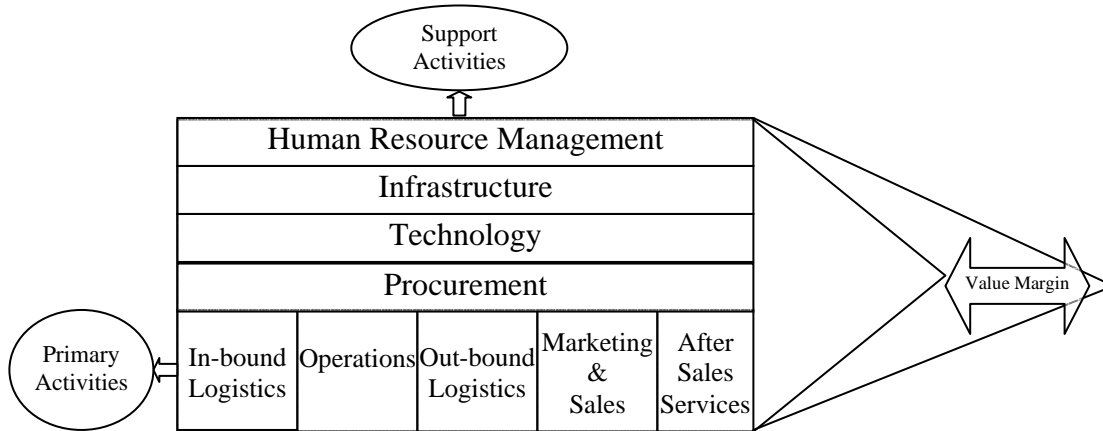 Support
Activities
Human Resource Management
Infrastructure
Technology
Procurement
Value Margin
Primary
Activities
In-bound
Logistics
Operations
Out-bound
Logistics
Marketing
&
Sales
After
Sales
Services